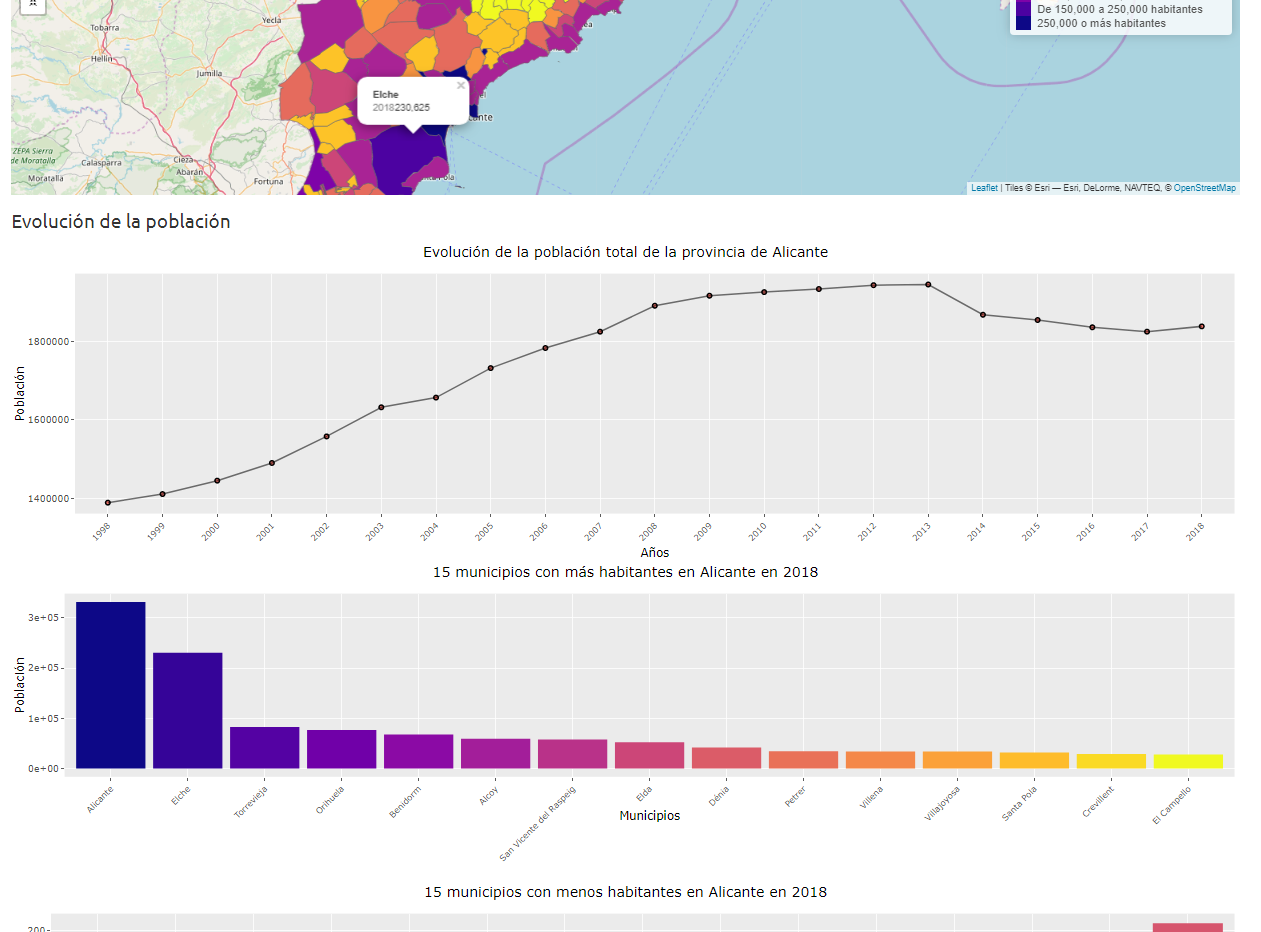 Yecla
Tobarra
Hellín
Jumilla
De 150,000 a 250,000 habitantes
250,000 o más habitantes
Elche
×
2018230,625
ZEPA Sierra
de Moratalla
Calasparra
Cieza
Abarán
Moratalla
Fortuna
Leaflet | Tiles © Esri — Esri, DeLorme, NAVTEQ, © OpenStreetMap
Evolución de la población
Evolución de la población total de la provincia de Alicante
Población
1800000
1600000
1400000
1998 1999 2000 2001 2002 2003 2004 2005 2006 2007 2008 2009 2010 2011 2012 2013 2014 2015 2016 2017 2018
Años
15 municipios con más habitantes en Alicante en 2018
Población
3e+05
2e+05
1e+05
0e+00
Alicante Elche Torrevieja Orihuela Benidorm Alcoy San Vicente del Raspeig Elda Dénia Petrer Villena Villajoyosa Santa Pola Crevillent El Campello
Municipios
15 municipios con menos habitantes en Alicante en 2018
200